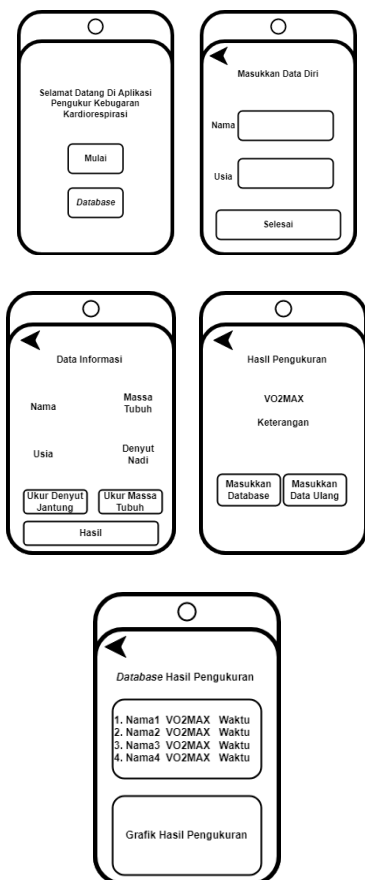 Selamat Datang Di Aplikasi
Pengukur Kebugaran
Kardiorespirasi
Mulai
Database
Masukkan Data Diri
Nama
Usia
Selesai
Data Informasi
Nama
Massa
Tubuh
Usia
Denyut
Nadi
Ukur Denyut
Jantung
Ukur Massa
Tubuh
Hasil
Hasil Pengukuran
VO2MAX
Keterangan
Masukkan
Database
Masukkan
Data Ulang
Database Hasil Pengukuran
1. Nama1 VO2MAX Waktu
2. Nama2 VO2MAX Waktu
3. Nama3 VO2MAX Waktu
4. Nama4 VO2MAX Waktu
Grafik Hasil Pengukuran